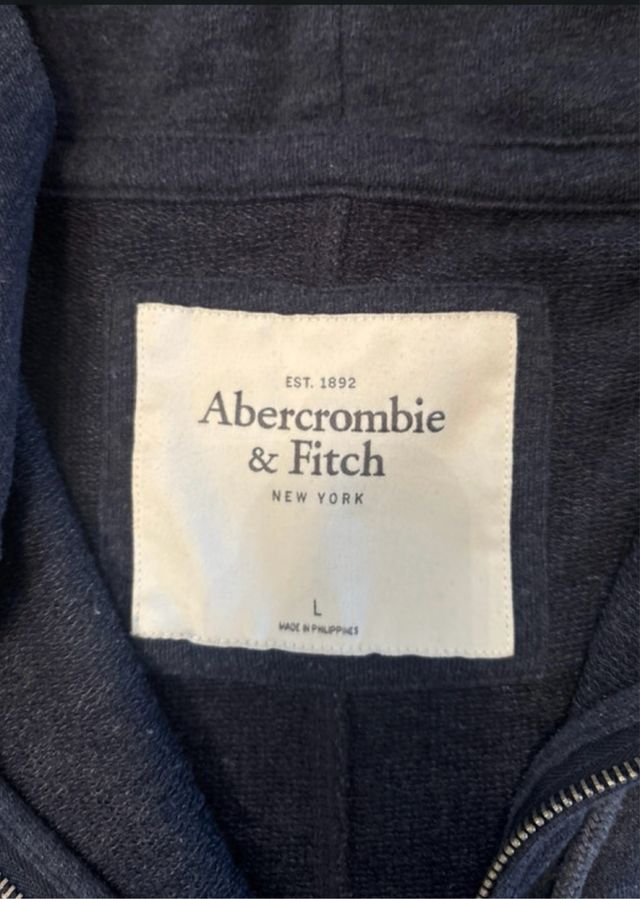 EST. 1892
Abercrombie
& Fitch
NEW YORK
L
MADE IN PHILIPPINES